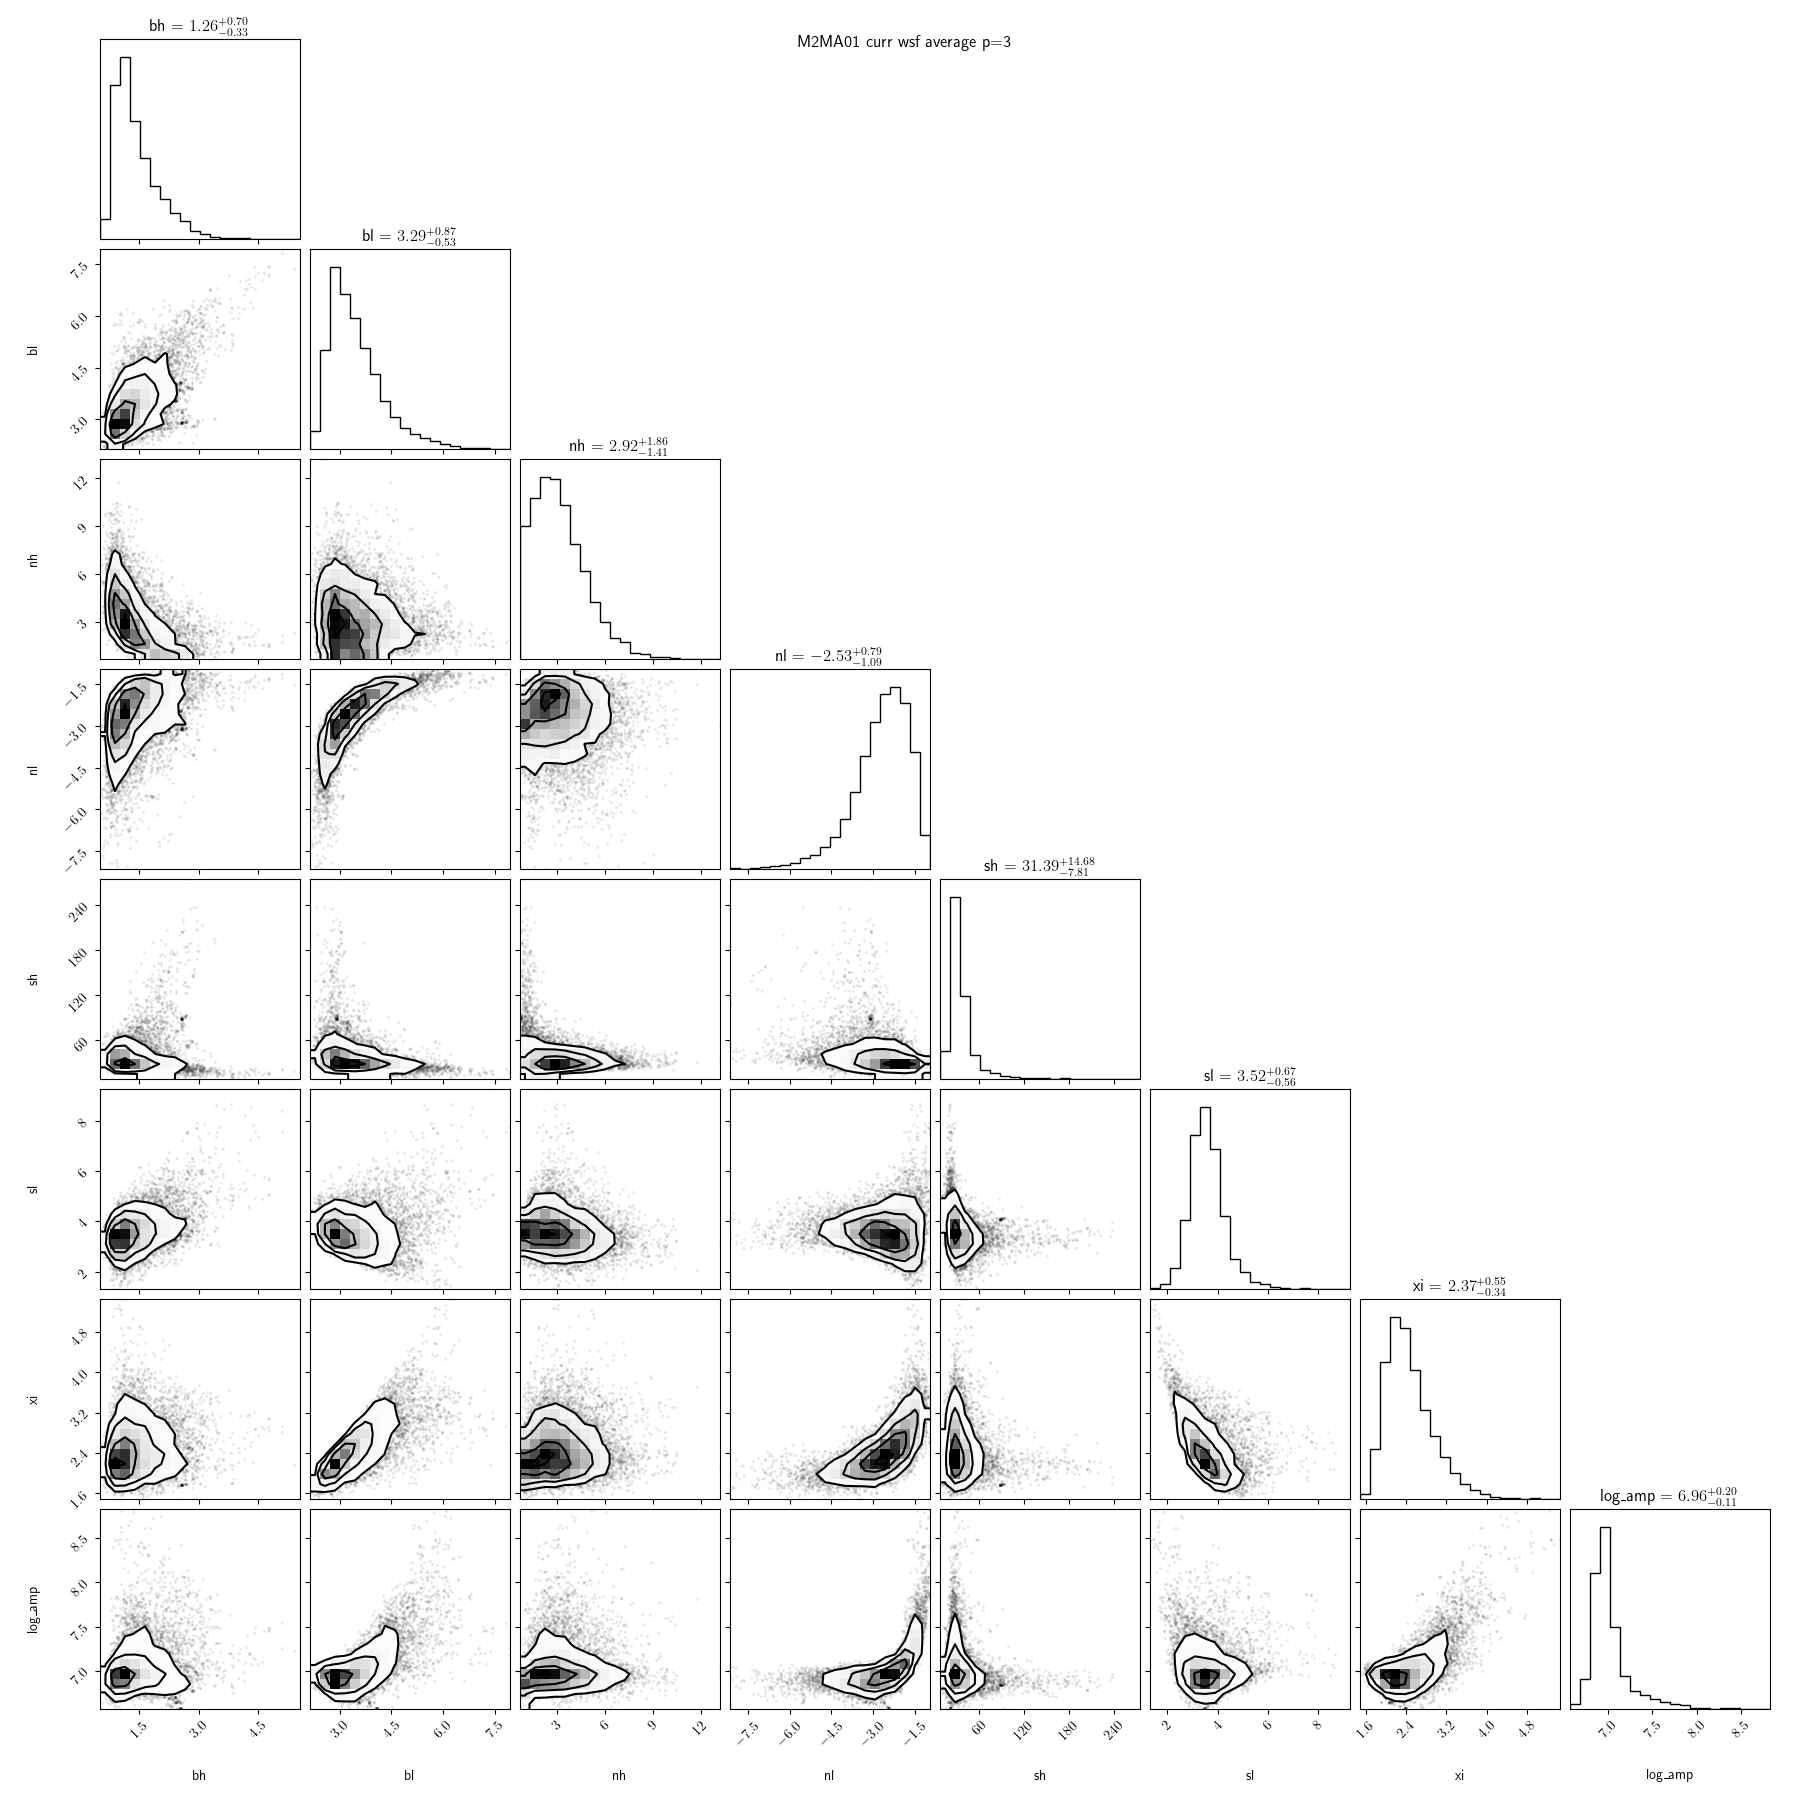 M2MA01 curr wsf average p=3
bh = 1.26^{+0.70}_{-0.33}
bl = 3.29^{+0.87}_{-0.53}
7.5
6.0
4.5
3.0
bl
nh = 2.92^{+1.86}_{-1.41}
12
9
6
3
nh
nl = −2.53^{+0.79}_{-1.09}
−1.5
−3.0
−4.5
−6.0
−7.5
nl
sh = 31.39^{+14.68}_{-7.81}
240
180
120
60
sh
sl = 3.52^{+0.67}_{-0.56}
8
6
4
2
sl
xi = 2.37^{+0.55}_{-0.34}
4.8
4.0
3.2
2.4
1.6
xi
log_amp = 6.96^{+0.20}_{-0.11}
8.5
8.0
7.5
7.0
log_amp
1.5 3.0 4.5 3.0 4.5 6.0 7.5 3 6 9 12 −7.5 −6.0 −4.5 −3.0 −1.5 60 120 180 240 2 4 6 8 1.6 2.4 3.2 4.0 4.8 7.0 7.5 8.0 8.5
bh bl nh nl sh sl xi log_amp